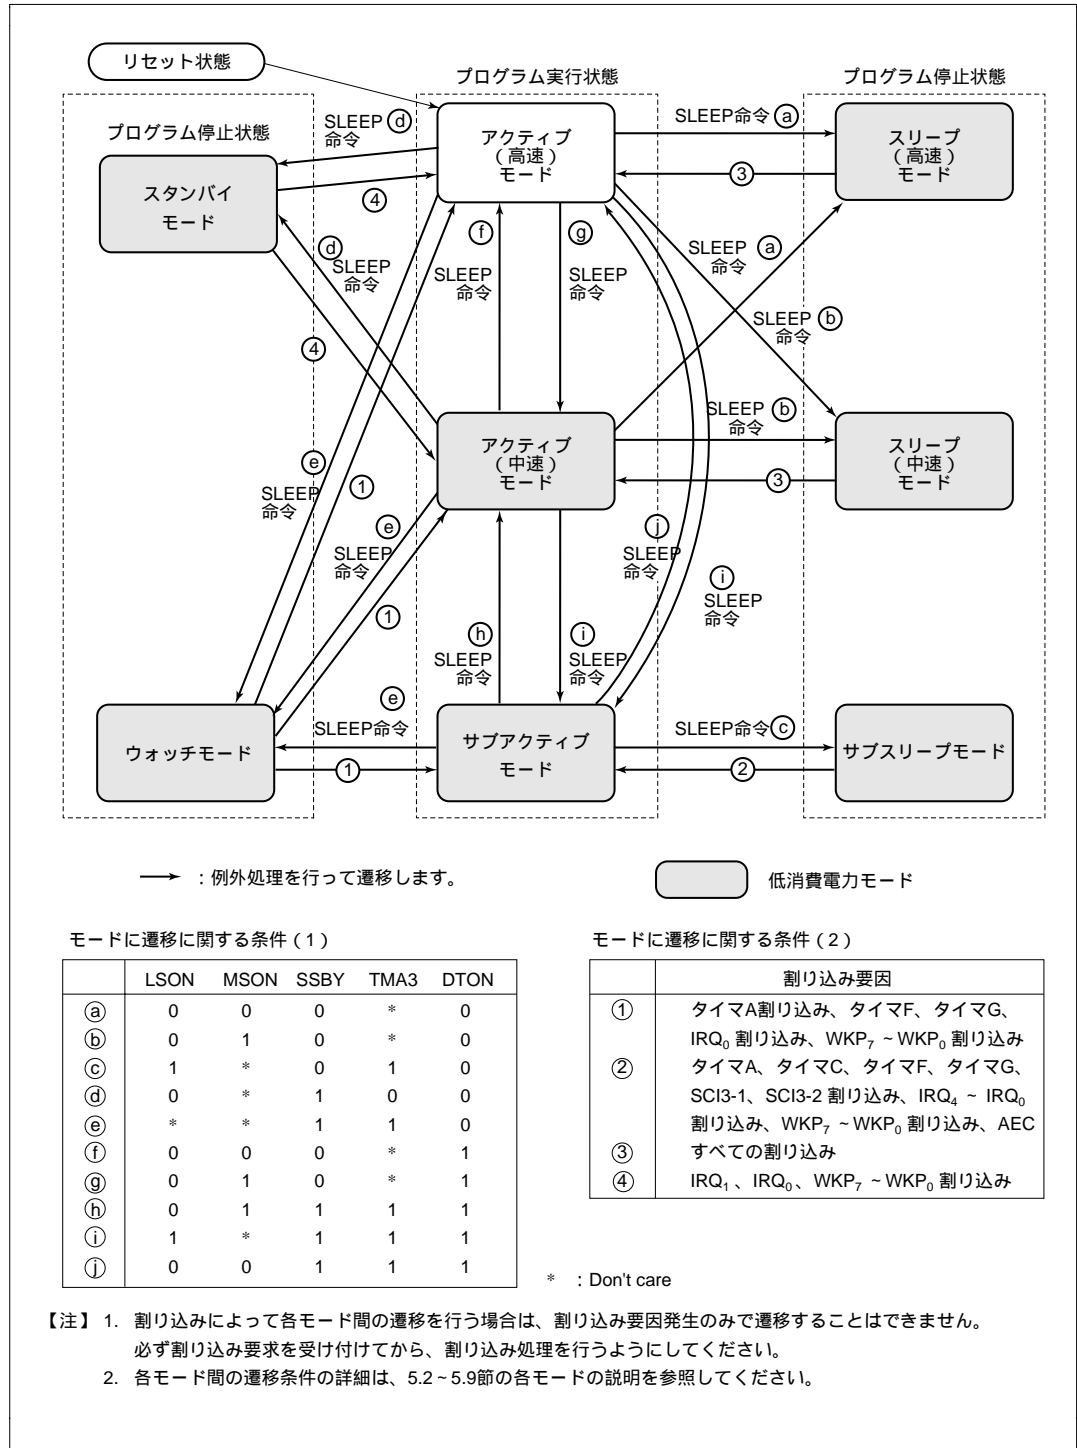 リセット状態
プログラム実行状態
プログラム停止状態
プログラム停止状態
SLEEP ⓓ
命令
アクティブ
（高速）
モード
SLEEP命令 ⓐ
スリープ
（高速）
モード
③
スタンバイ
モード
④
ⓓ
SLEEP
命令
ⓕ
SLEEP
命令
ⓖ
SLEEP
命令
SLEEP ⓐ
命令
SLEEP ⓑ
命令
④
アクティブ
（中速）
モード
SLEEP ⓑ
命令
スリープ
（中速）
モード
③
ⓔ
SLEEP
命令
①
ⓔ
SLEEP
命令
①
ⓙ
SLEEP
命令
ⓘ
SLEEP
命令
ⓗ
SLEEP
命令
ⓘ
SLEEP
命令
ウォッチモード
ⓔ
SLEEP命令
①
サブアクティブ
モード
SLEEP命令 ⓒ
②
サブスリープモード
：例外処理を行って遷移します。
低消費電力モード
モードに遷移に関する条件（1）
LSON MSON SSBY TMA3 DTON
ⓐ 0 0 0 * 0
ⓑ 0 1 0 * 0
ⓒ 1 * 0 1 0
ⓓ 0 * 1 0 0
ⓔ * * 1 1 0
ⓕ 0 0 0 * 1
ⓖ 0 1 0 * 1
ⓗ 0 1 1 1 1
ⓘ 1 * 1 1 1
ⓙ 0 0 1 1 1
* : Don't care
モードに遷移に関する条件（2）
割り込み要因
① タイマA割り込み、タイマF、タイマG、
IRQ₀ 割り込み、WKP₇ ~ WKP₀ 割り込み
② タイマA、タイマC、タイマF、タイマG、
SCI3-1、SCI3-2 割り込み、IRQ₄ ~ IRQ₀
割り込み、WKP₇ ~ WKP₀ 割り込み、AEC
③ すべての割り込み
④ IRQ₁ 、IRQ₀、WKP₇ ~ WKP₀ 割り込み
【注】 1. 割り込みによって各モード間の遷移を行う場合は、割り込み要因発生のみで遷移することはできません。
必ず割り込み要求を受け付けてから、割り込み処理を行うようにしてください。
2. 各モード間の遷移条件の詳細は、5.2 ~ 5.9節の各モードの説明を参照してください。